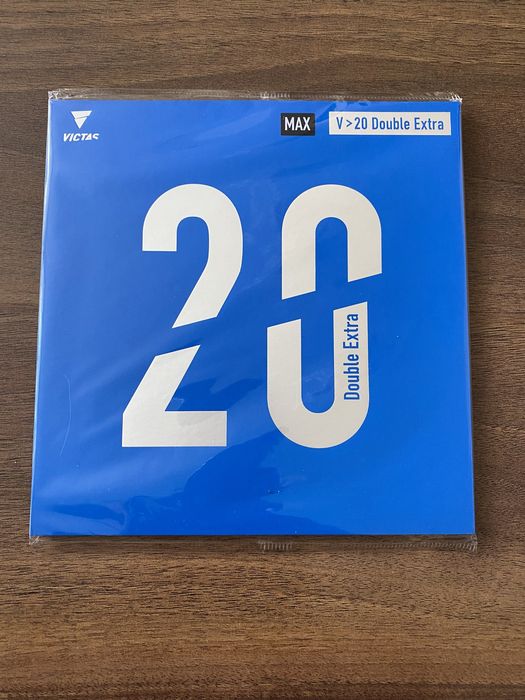 VICTAS
MAX
V>20 Double Extra
20
Double Extra